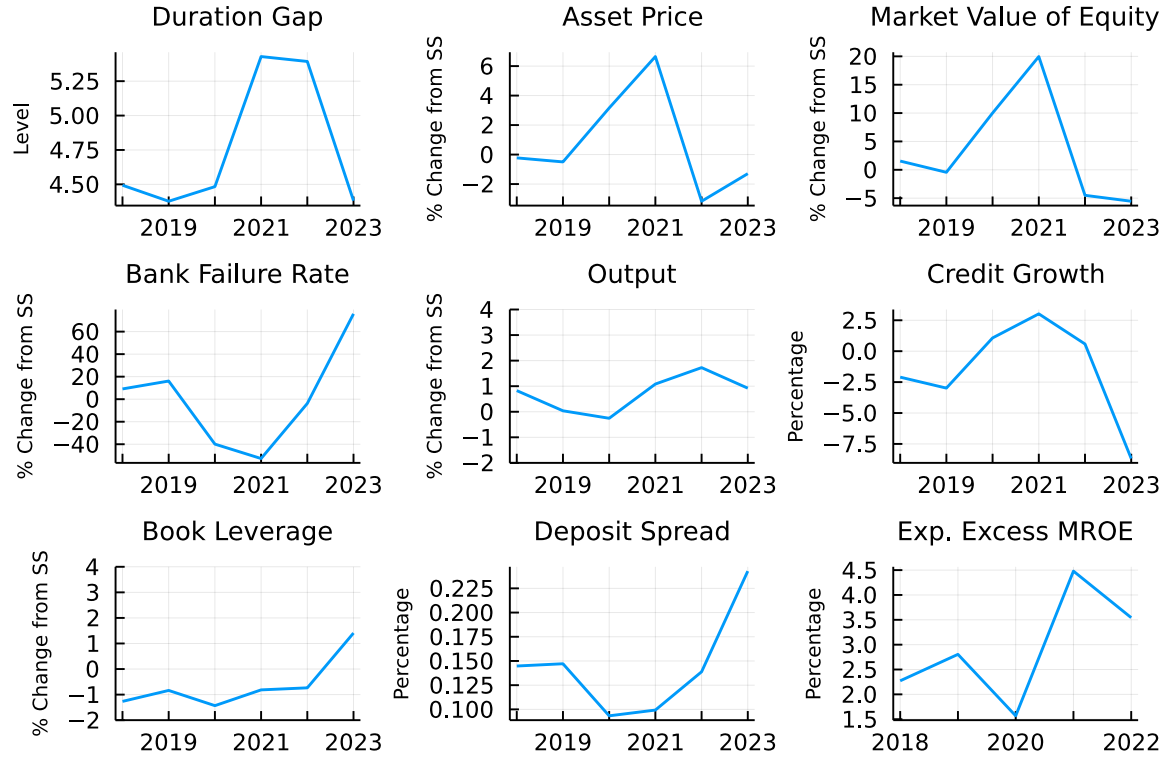 Duration Gap
Level
5.25
5.00
4.75
4.50
2019 2021 2023
Asset Price
% Change from SS
6
4
2
0
−2
2019 2021 2023
Market Value of Equity
% Change from SS
20
15
10
5
0
−5
2019 2021 2023
Bank Failure Rate
% Change from SS
60
40
20
0
−20
−40
2019 2021 2023
Output
% Change from SS
4
3
2
1
0
−1
−2
2019 2021 2023
Credit Growth
Percentage
2.5
0.0
−2.5
−5.0
−7.5
2019 2021 2023
Book Leverage
% Change from SS
4
3
2
1
0
−1
−2
2019 2021 2023
Deposit Spread
Percentage
0.225
0.200
0.175
0.150
0.125
0.100
2019 2021 2023
Exp. Excess MROE
Percentage
4.5
4.0
3.5
3.0
2.5
2.0
1.5
2018 2020 2022